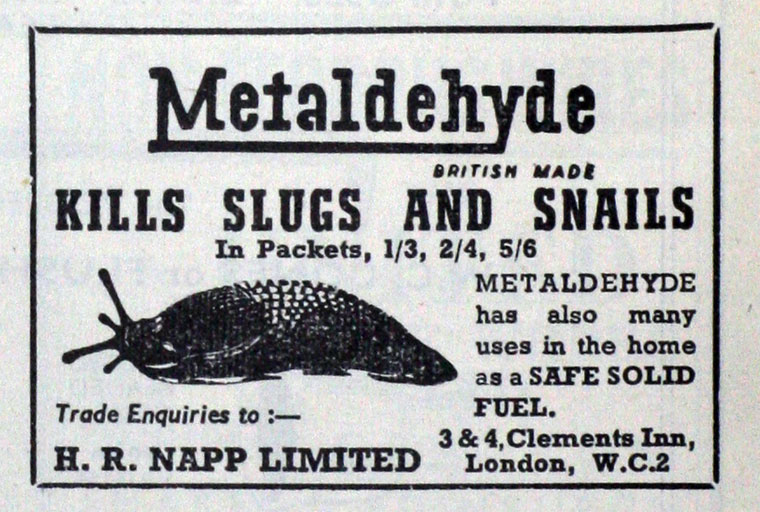 Metaldehyde
BRITISH MADE
KILLS SLUGS AND SNAILS
In Packets, 1/3, 2/4, 5/6
METALDEHYDE
has also many
uses in the home
as a SAFE SOLID
FUEL.
Trade Enquiries to :—
H. R. NAPP LIMITED
3 & 4, Clements Inn,
London, W.C.2